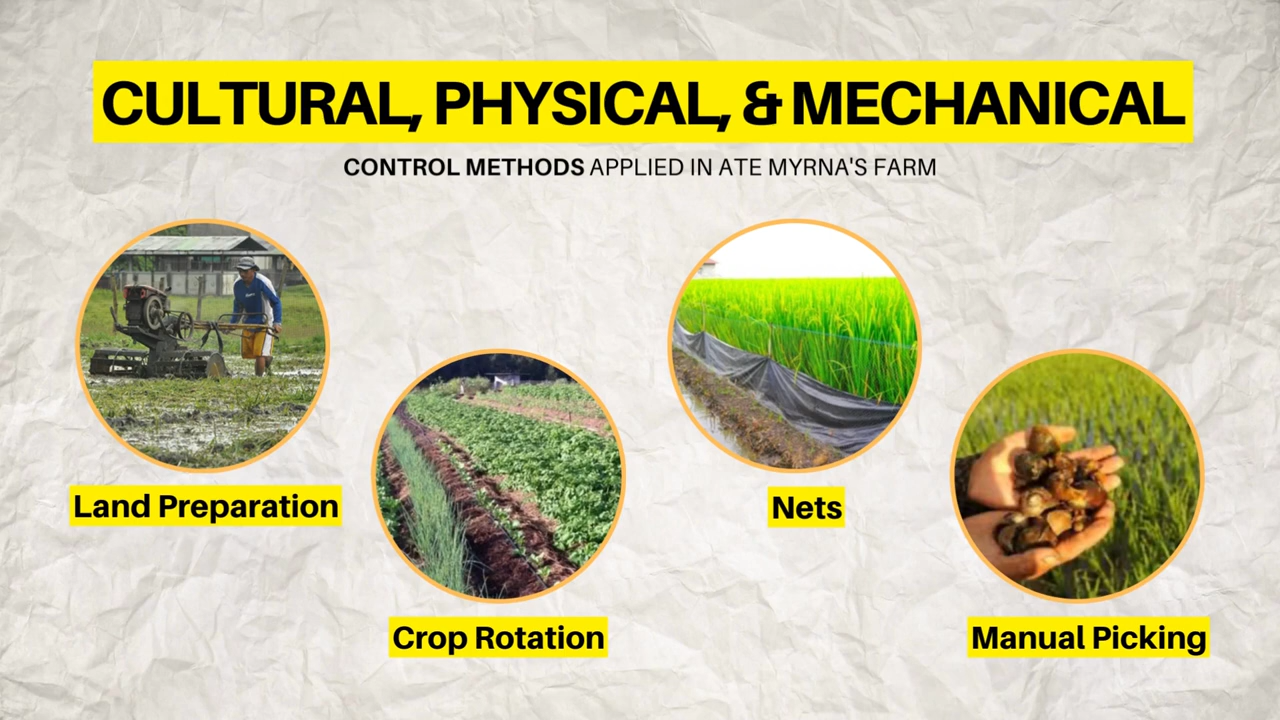 CULTURAL, PHYSICAL, & MECHANICAL
CONTROL METHODS APPLIED IN ATE MYRNA'S FARM
Land Preparation
Crop Rotation
Nets
Manual Picking